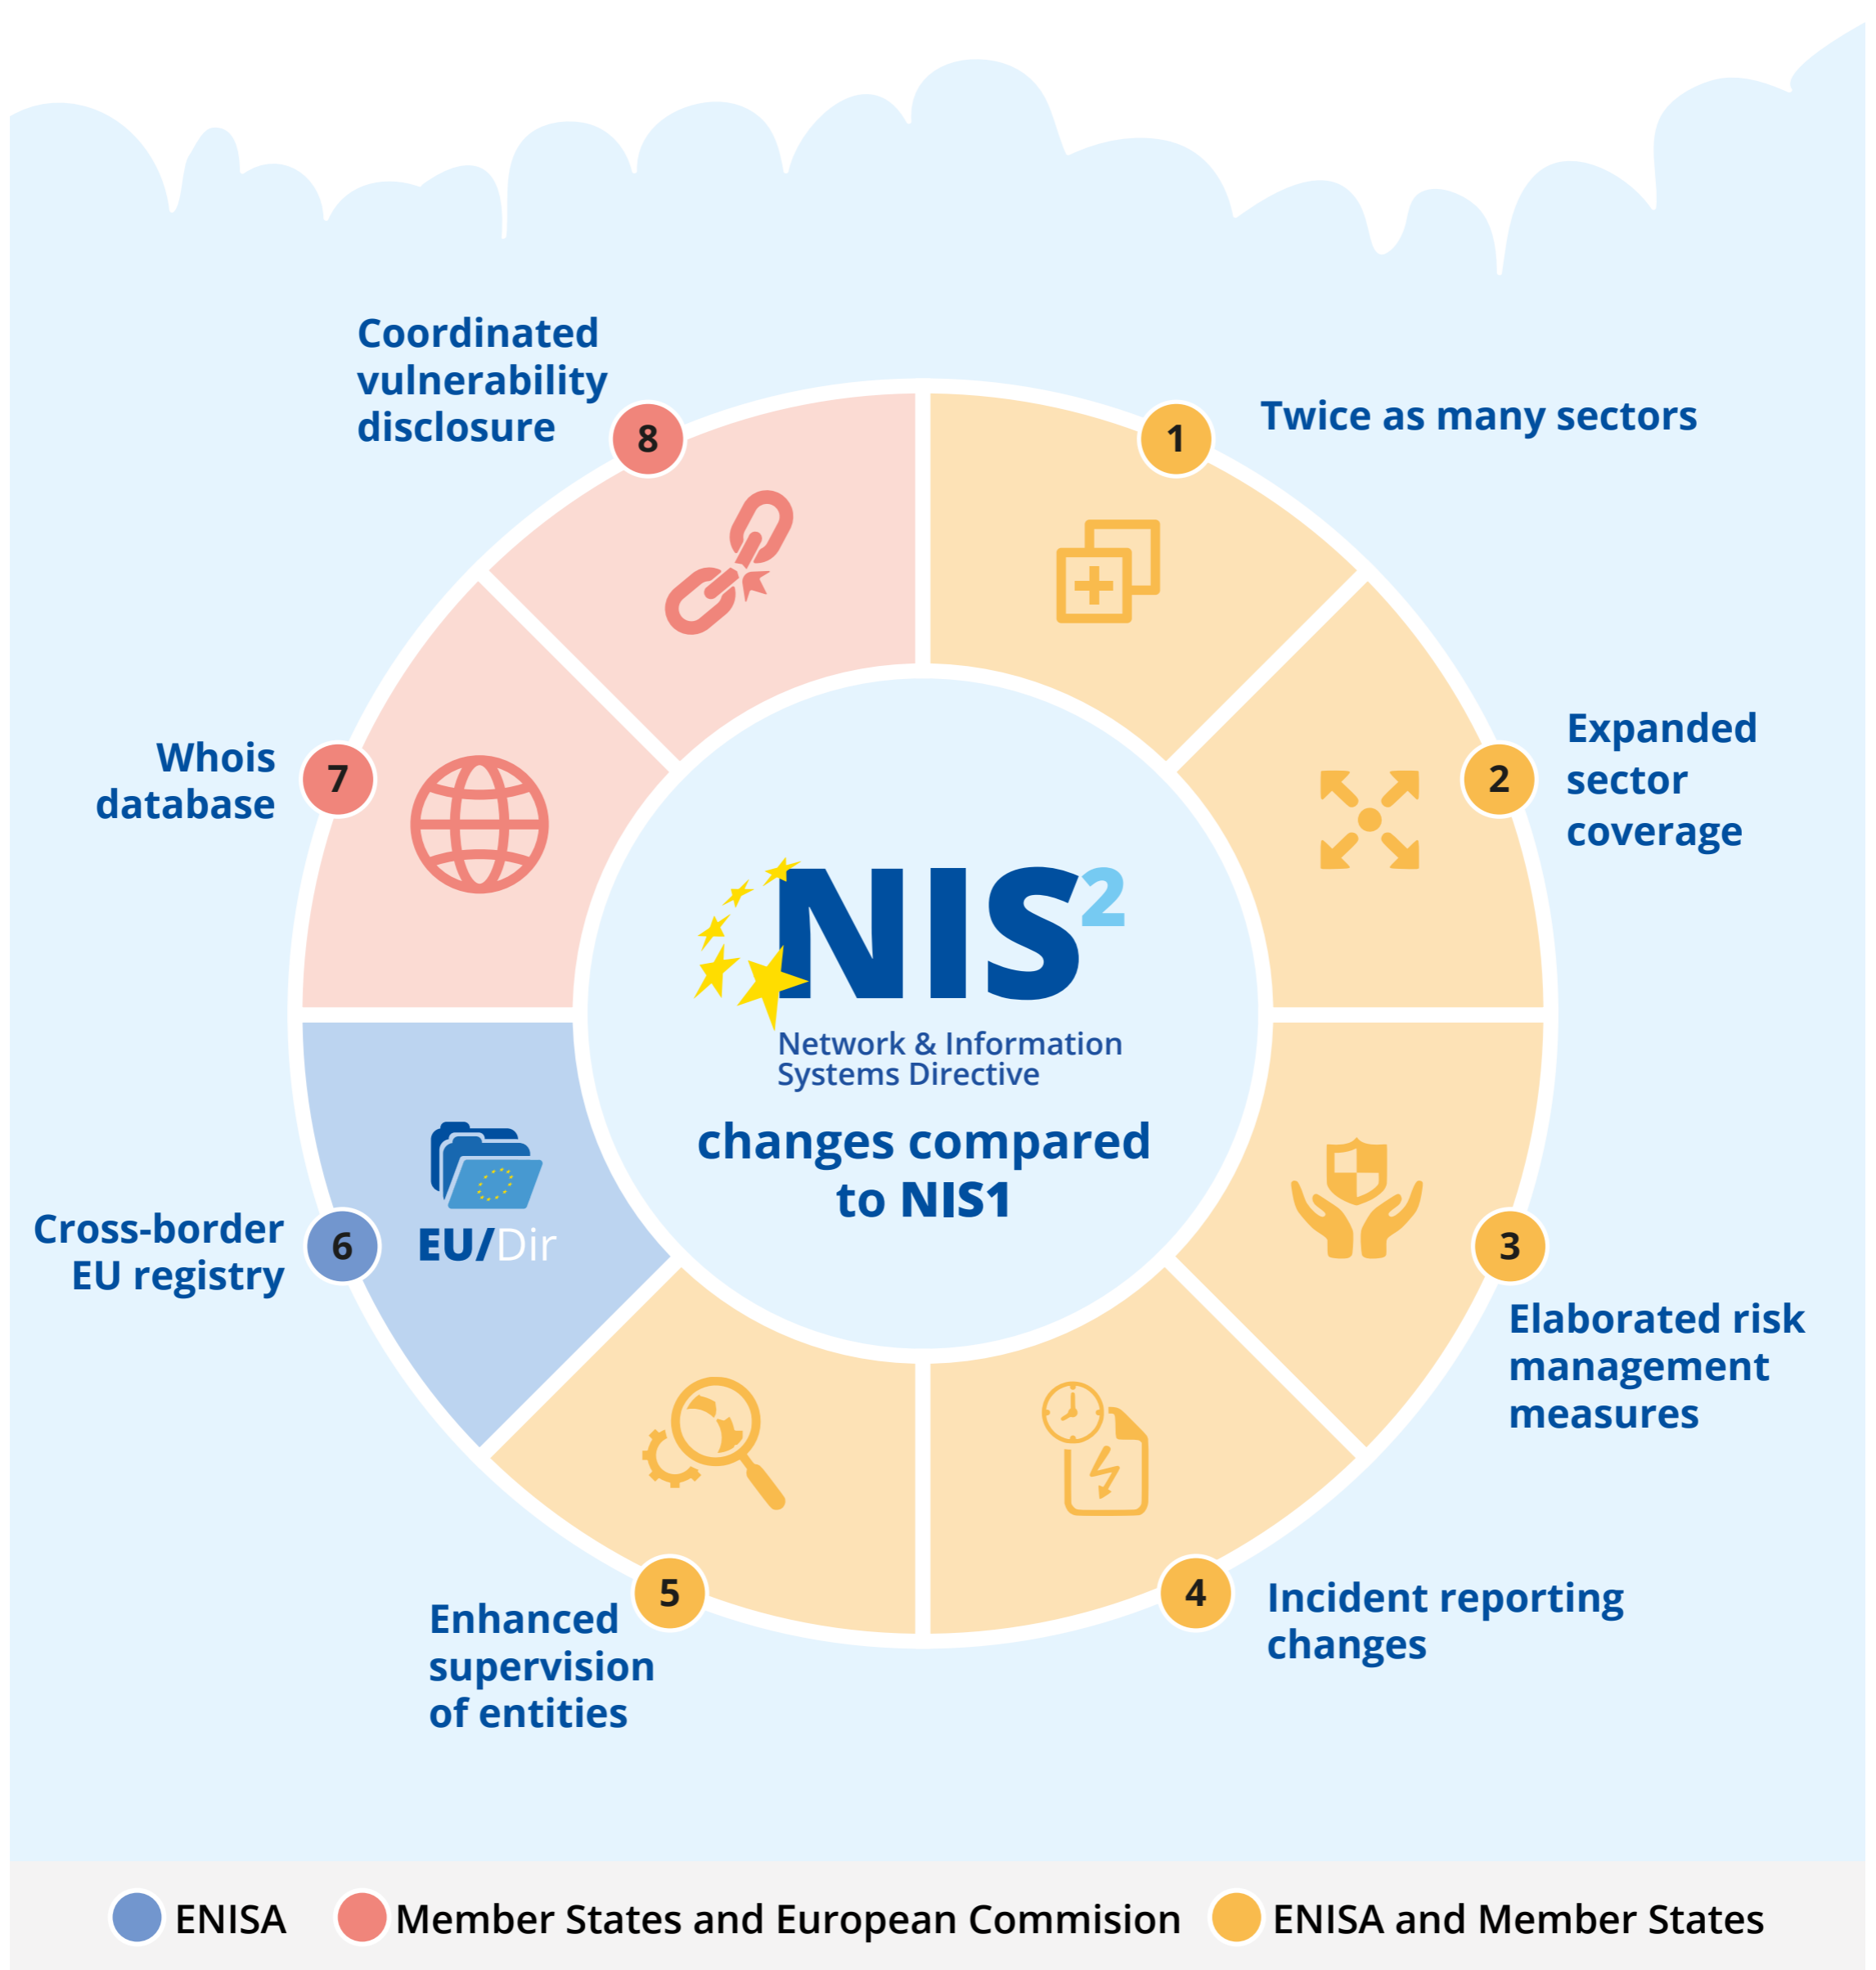 Coordinated
vulnerability
disclosure
8
1
Twice as many sectors
Whois
database
7
2
Expanded
sector
coverage
NIS2
Network & Information
Systems Directive
changes compared
to NIS1
Cross-border
EU registry
6
EU/Dir
3
Elaborated risk
management
measures
5
Enhanced
supervision
of entities
4
Incident reporting
changes
ENISA
Member States and European Commision
ENISA and Member States